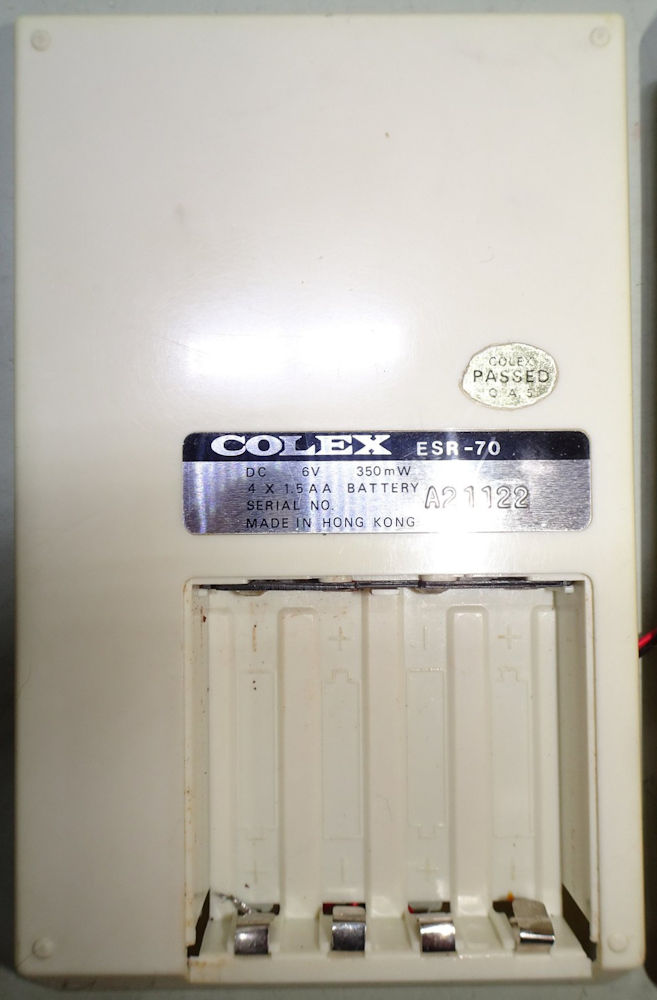 COLEX
PASSED
Q A 5
COLEX ESR-70
DC 6V 350mW
4 X 1.5 AA BATTERY
SERIAL NO. A21122
MADE IN HONG KONG